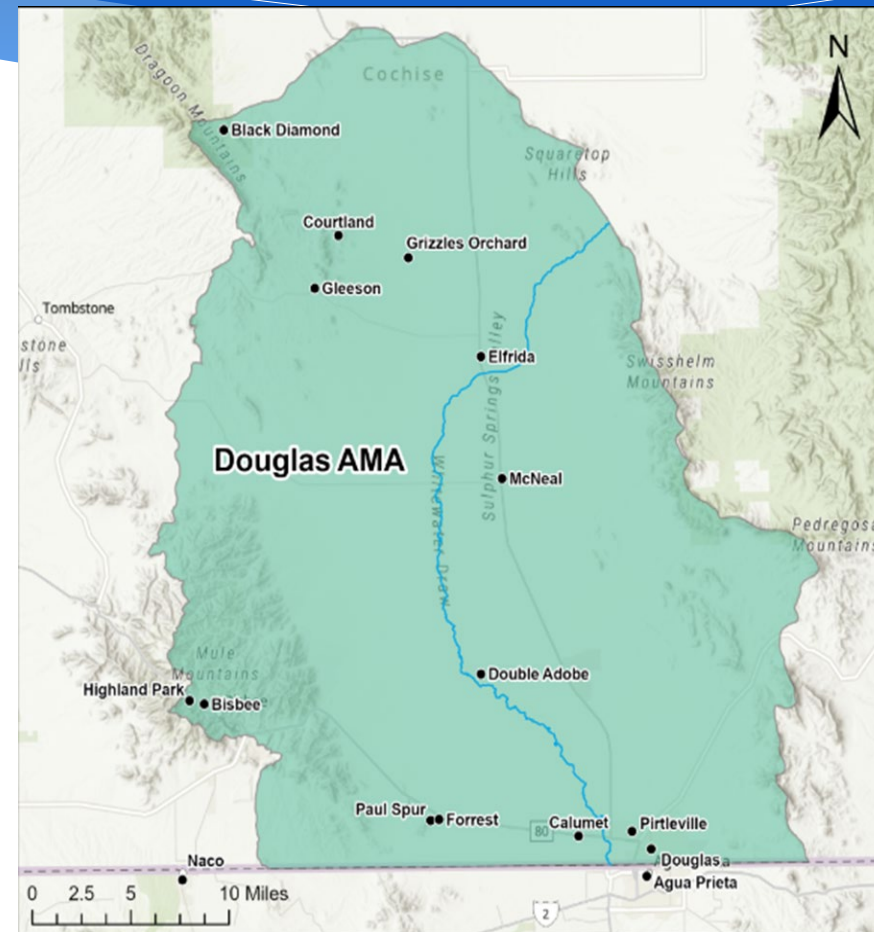 N
Cochise
Dragoon Mountains
Black Diamond
Squaretop
Hills
Courtland
Grizzles Orchard
Gleeson
Tombstone
stone
lls
Elfrida
Swisshelm
Mountains
Douglas AMA
Sulphur Springs Valley
McNeal
Whitewater Draw
Pedregosa
Mountains
Mule
Mountains
Double Adobe
Highland Park
Bisbee
Paul Spur
Forrest
80
Calumet
Pirtleville
Douglas
Naco
Agua Prieta
0 2.5 5 10 Miles
2